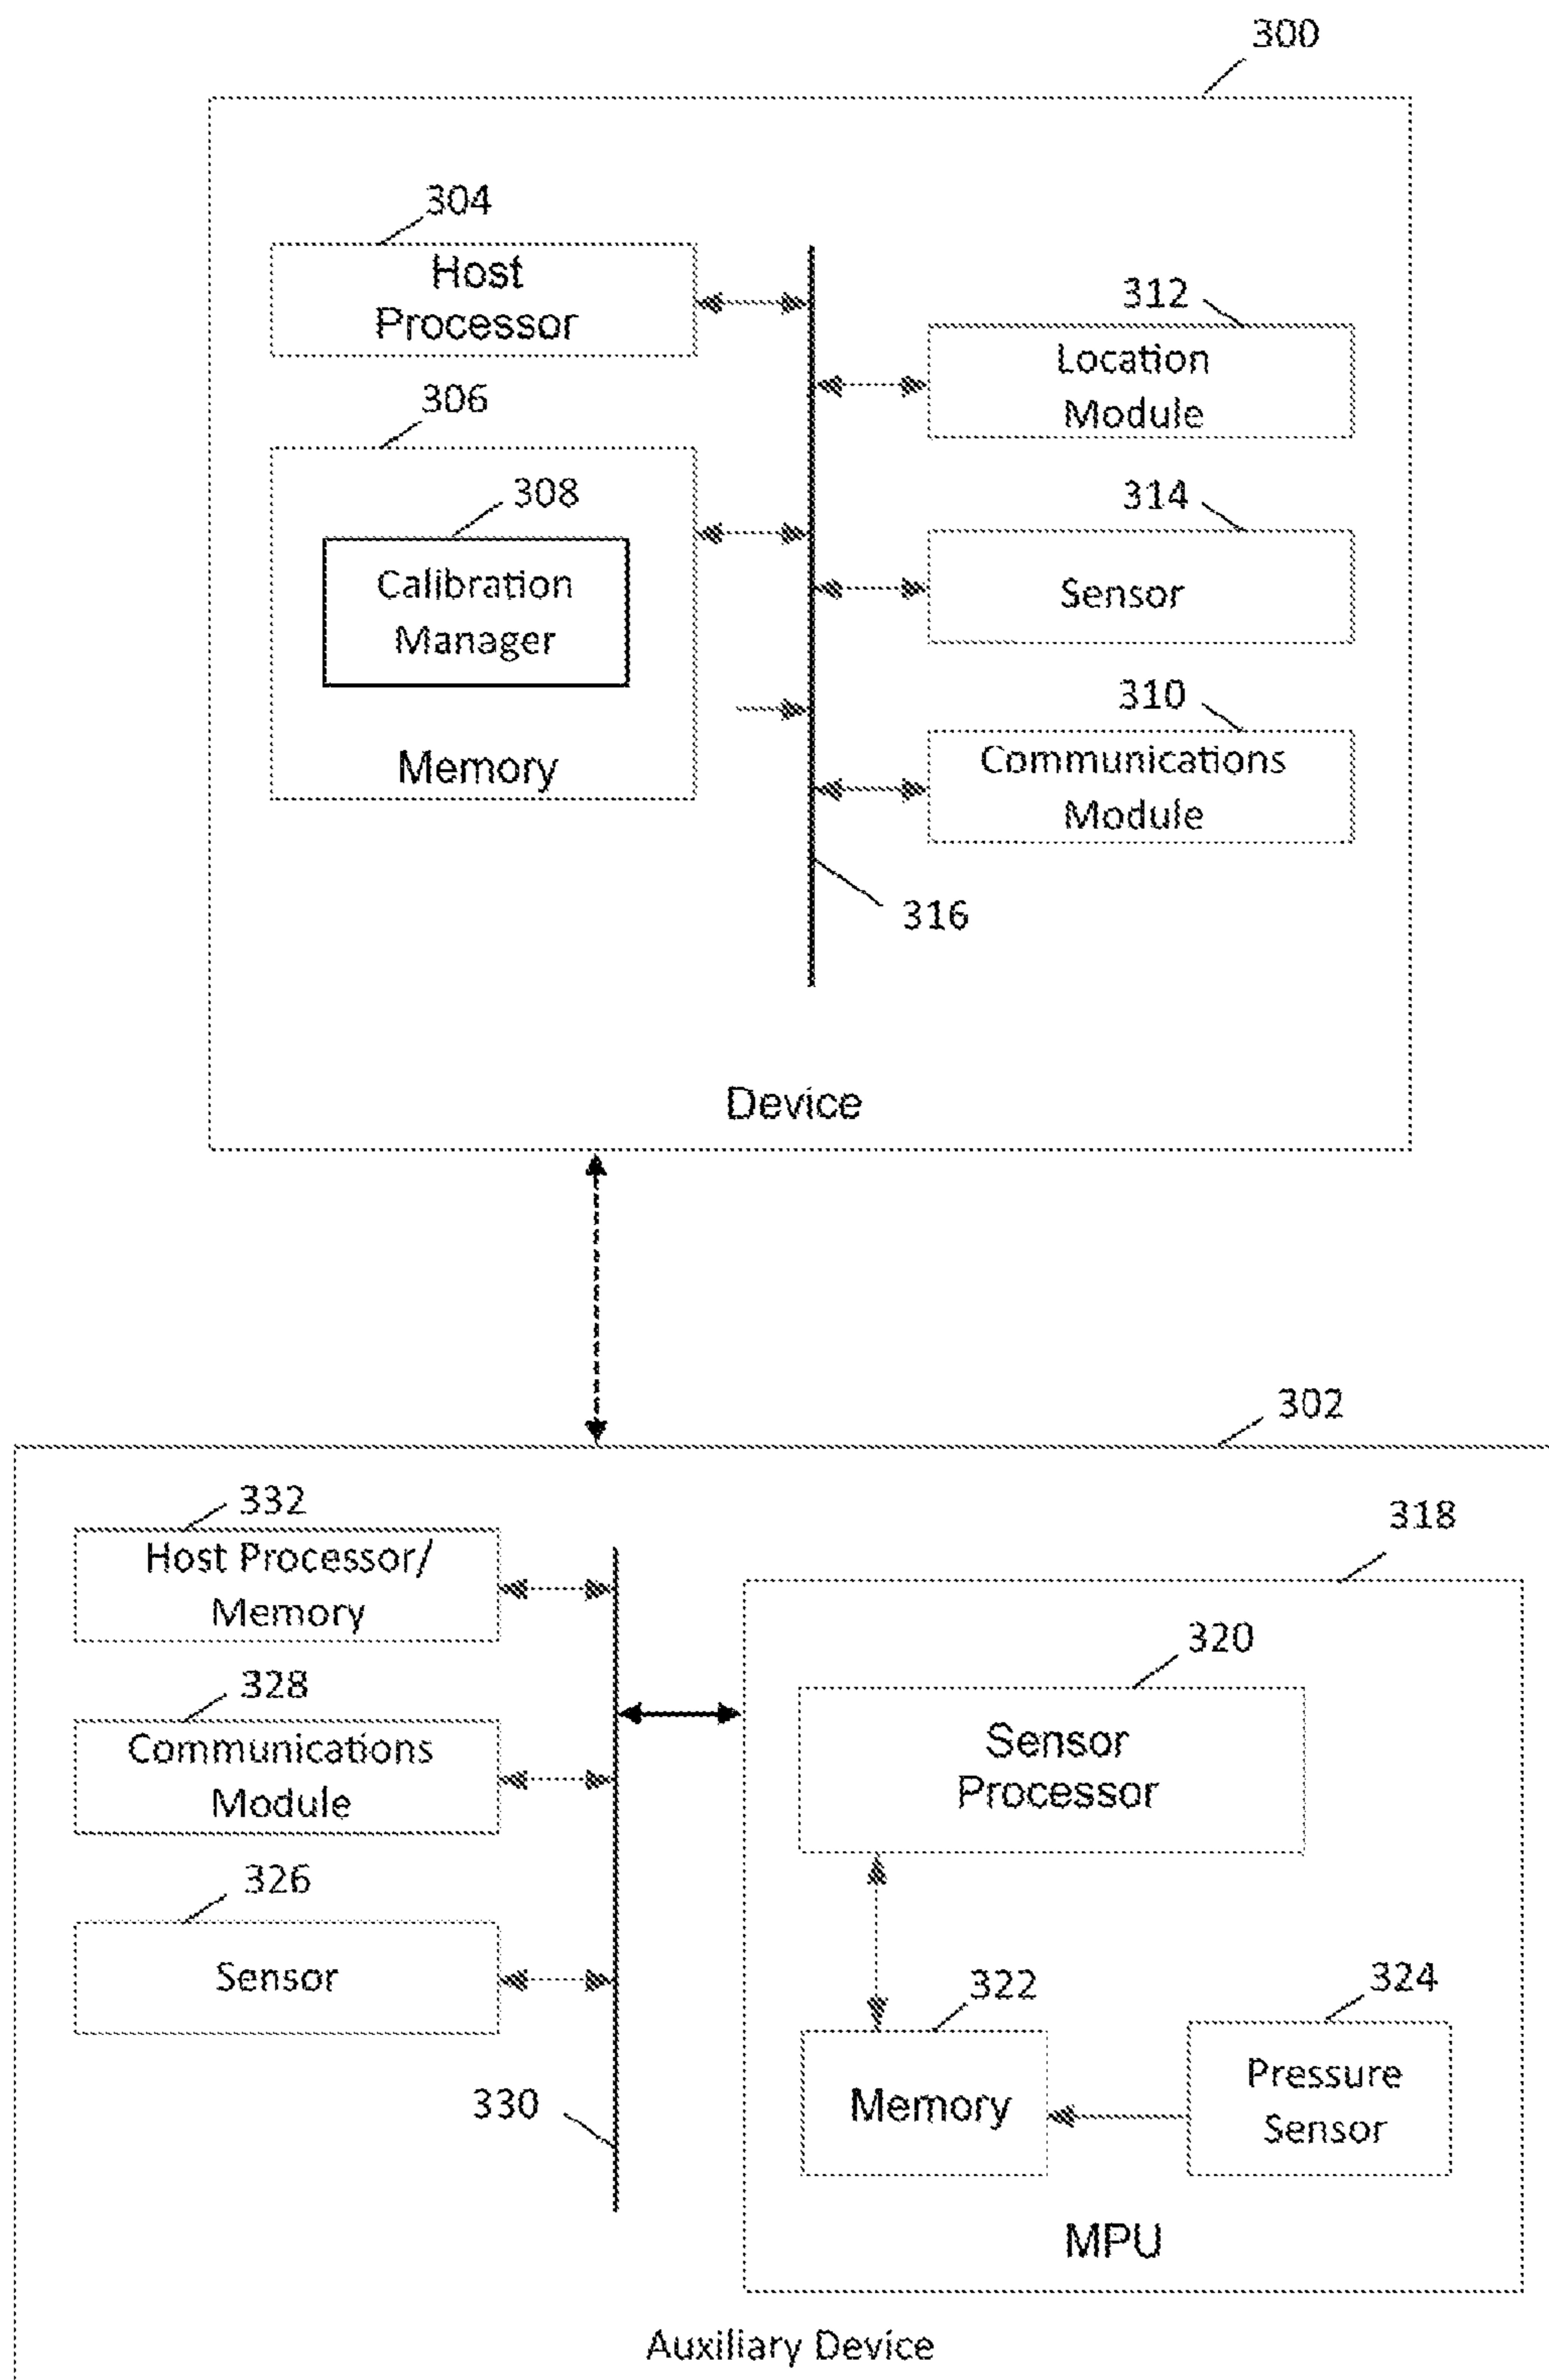 300
304
Host
Processor
312
Location
Module
306
308
Calibration
Manager
314
Sensor
310
Communications
Module
Memory
316
Device
302
332
Host Processor/
Memory
318
320
Sensor
Processor
328
Communications
Module
326
Sensor
322
Memory
324
Pressure
Sensor
330
MPU
Auxiliary Device